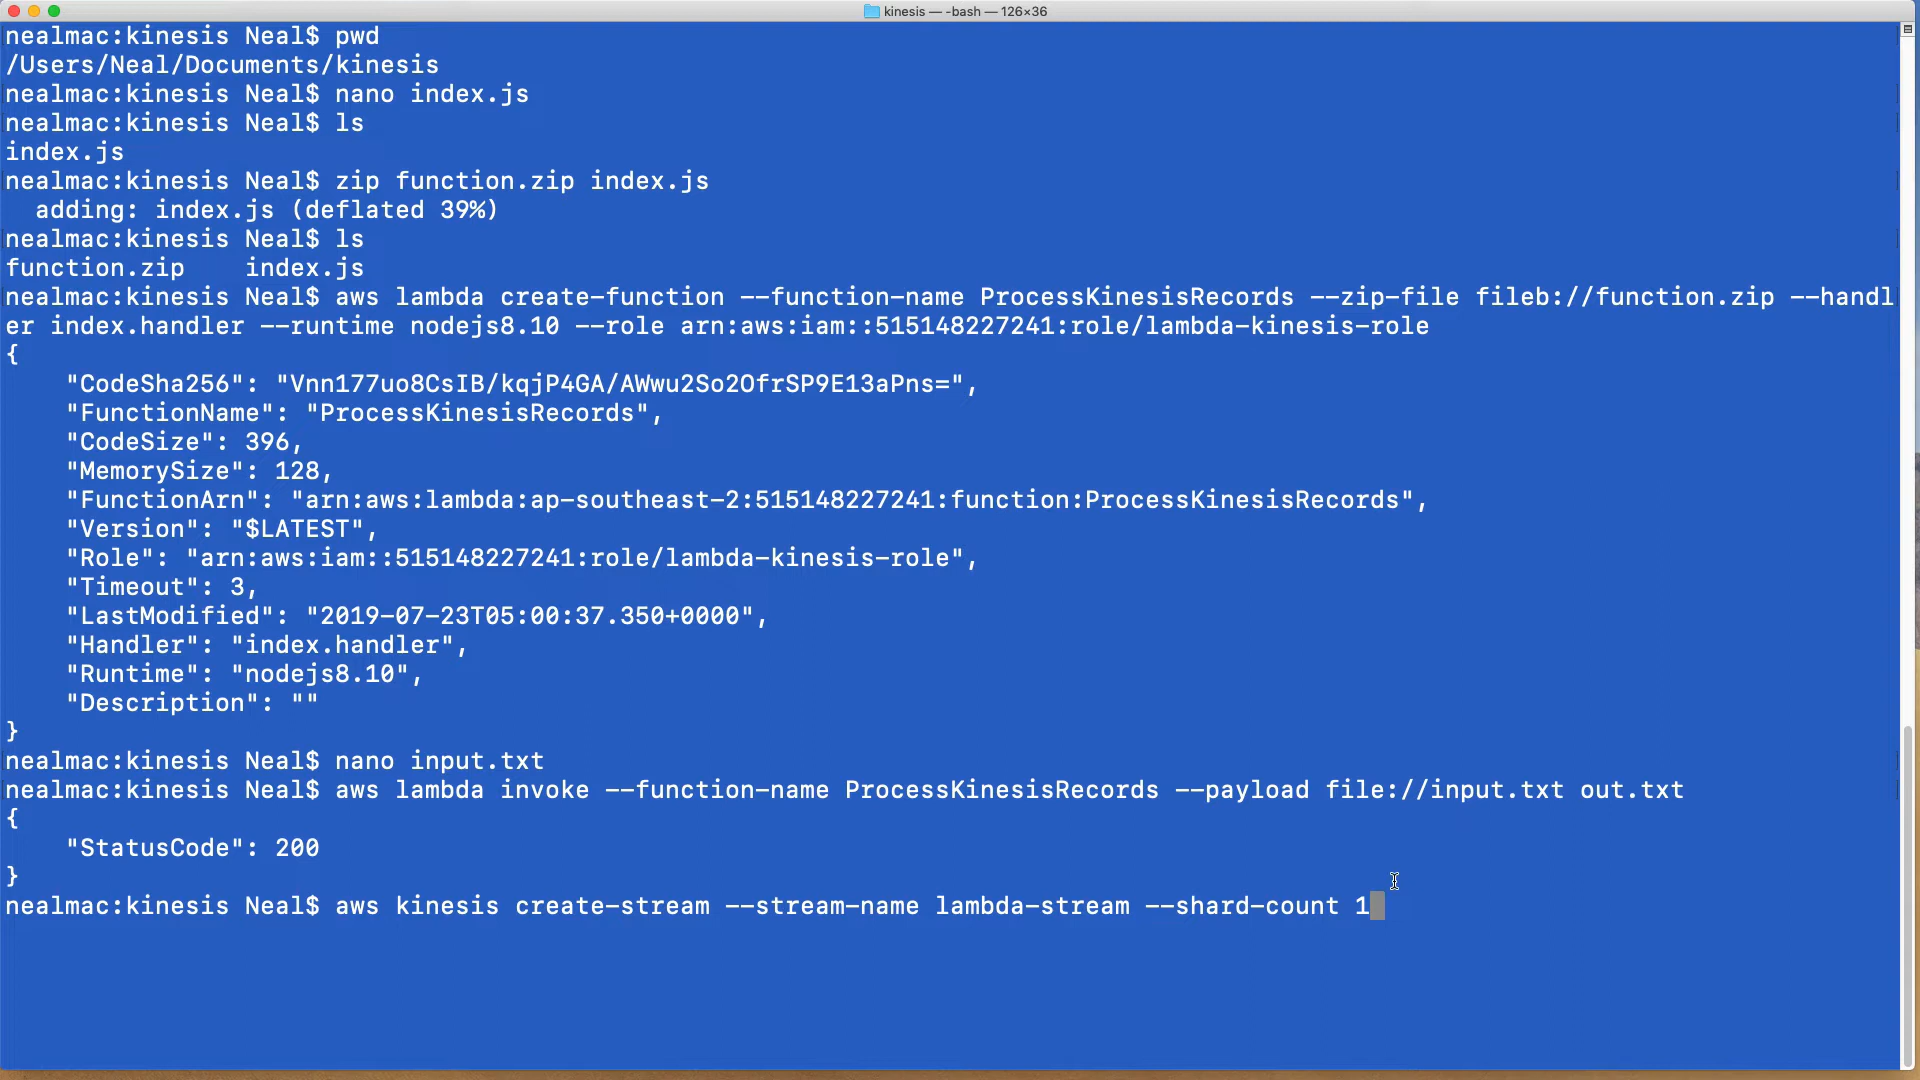 kinesis — -bash — 126×36
nealmac:kinesis Neal$ pwd
/Users/Neal/Documents/kinesis
nealmac:kinesis Neal$ nano index.js
nealmac:kinesis Neal$ ls
index.js
nealmac:kinesis Neal$ zip function.zip index.js
  adding: index.js (deflated 39%)
nealmac:kinesis Neal$ ls
function.zip    index.js
nealmac:kinesis Neal$ aws lambda create-function --function-name ProcessKinesisRecords --zip-file fileb://function.zip --handl
er index.handler --runtime nodejs8.10 --role arn:aws:iam::515148227241:role/lambda-kinesis-role
{
    "CodeSha256": "Vnn177uo8CsIB/kqjP4GA/AWwu2So2OfrSP9E13aPns=",
    "FunctionName": "ProcessKinesisRecords",
    "CodeSize": 396,
    "MemorySize": 128,
    "FunctionArn": "arn:aws:lambda:ap-southeast-2:515148227241:function:ProcessKinesisRecords",
    "Version": "$LATEST",
    "Role": "arn:aws:iam::515148227241:role/lambda-kinesis-role",
    "Timeout": 3,
    "LastModified": "2019-07-23T05:00:37.350+0000",
    "Handler": "index.handler",
    "Runtime": "nodejs8.10",
    "Description": ""
}
nealmac:kinesis Neal$ nano input.txt
nealmac:kinesis Neal$ aws lambda invoke --function-name ProcessKinesisRecords --payload file://input.txt out.txt
{
    "StatusCode": 200
}
nealmac:kinesis Neal$ aws kinesis create-stream --stream-name lambda-stream --shard-count 1